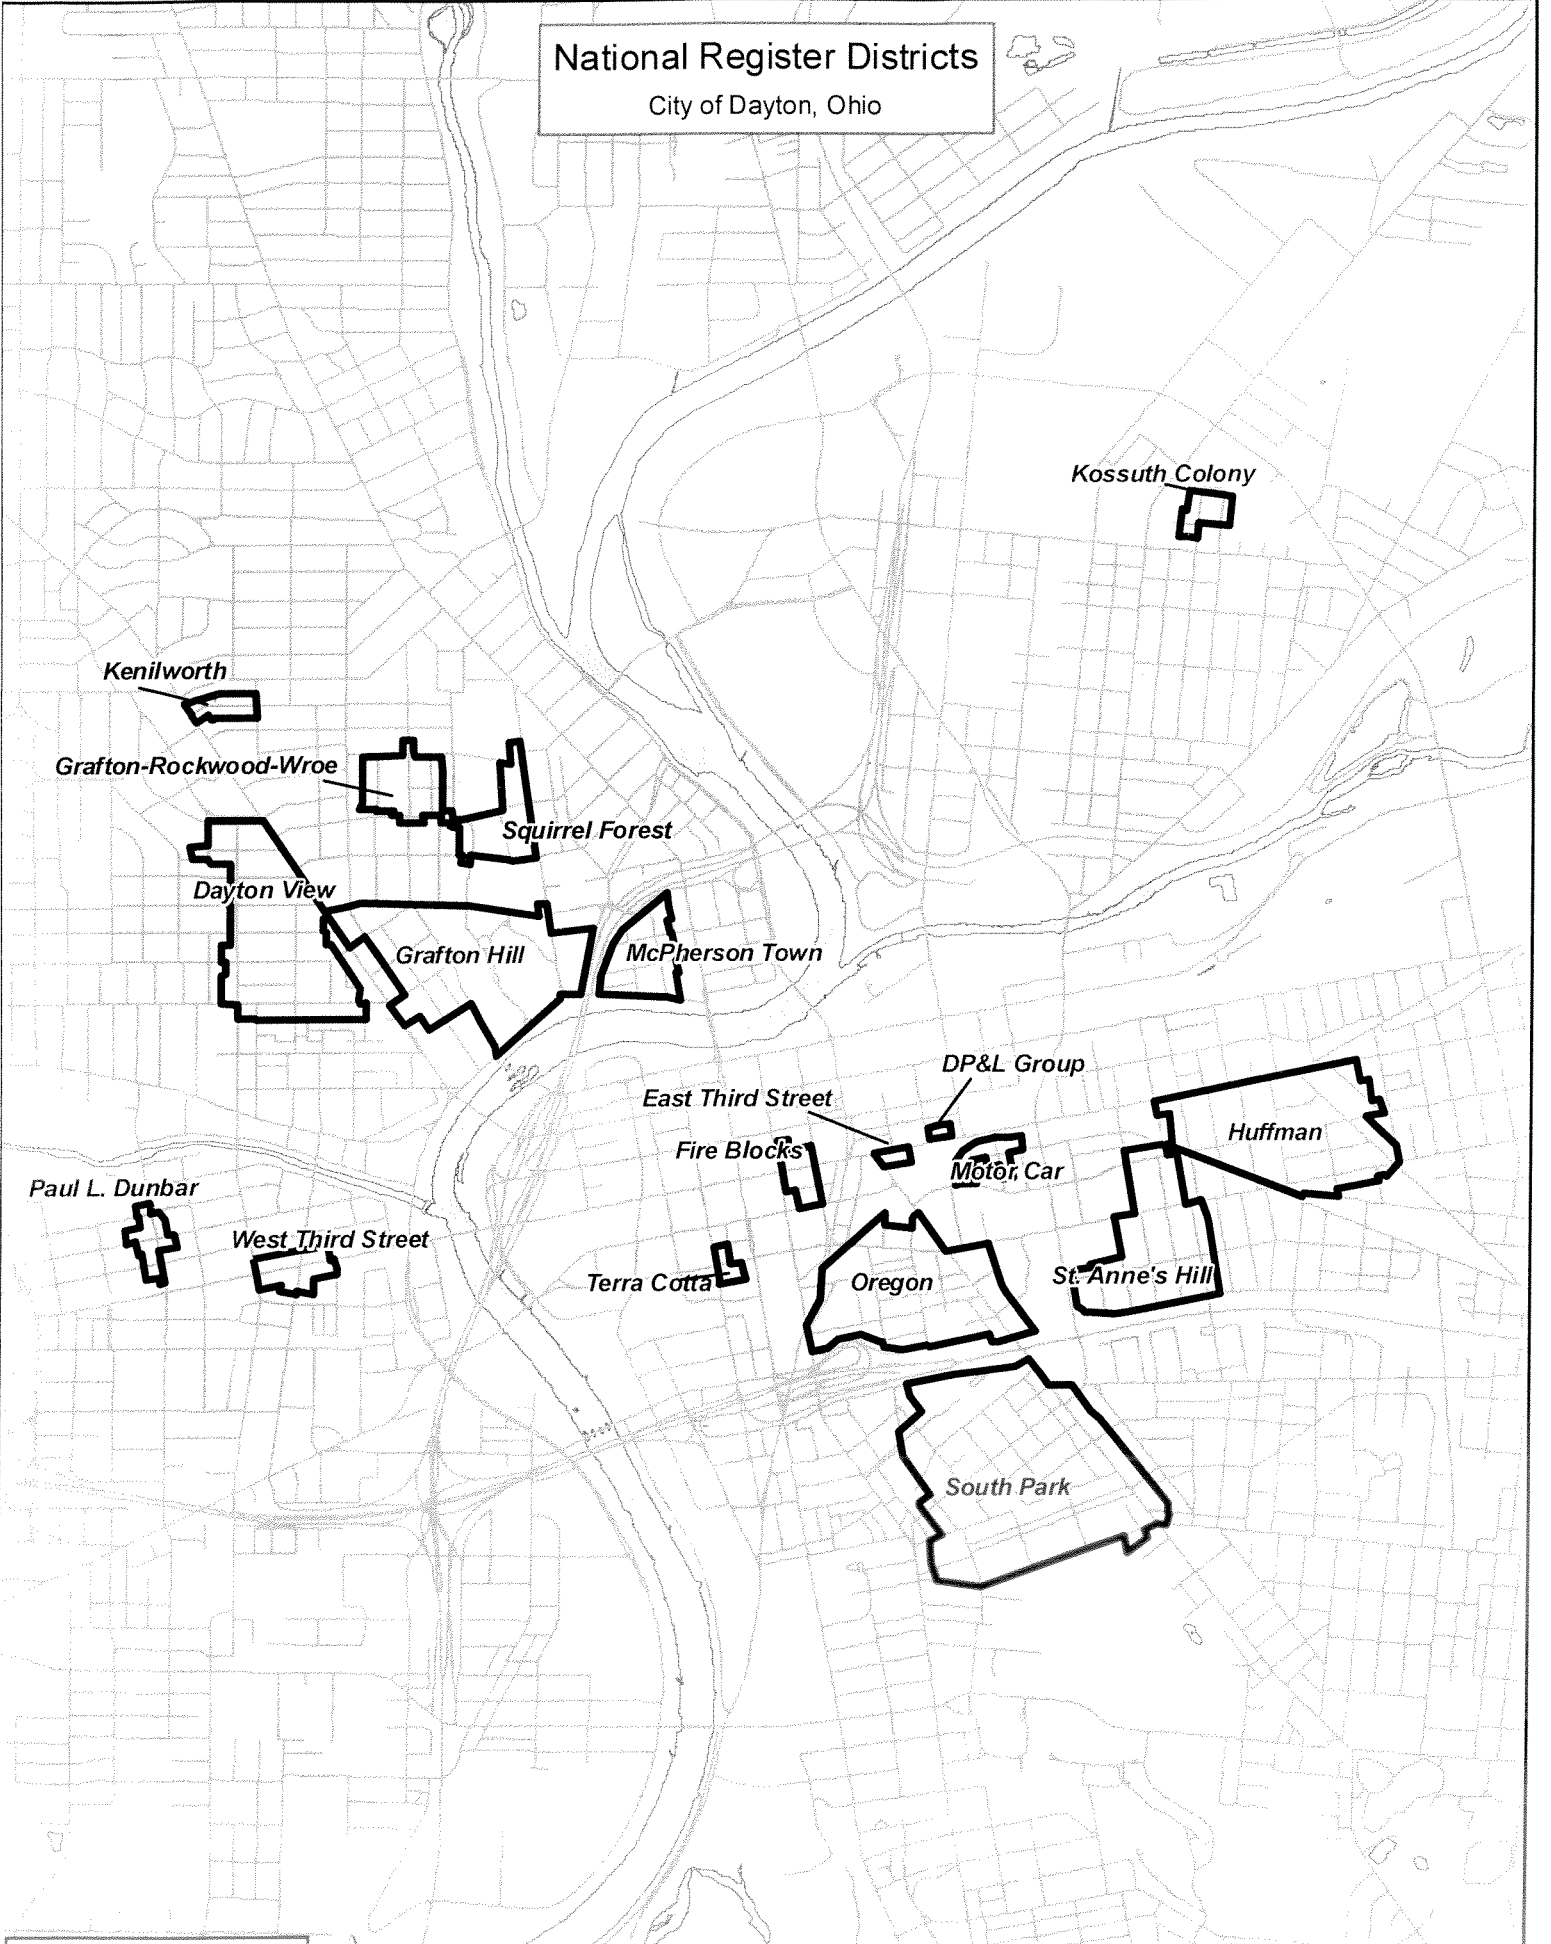 National Register Districts
City of Dayton, Ohio
Kossuth Colony
Kenilworth
Grafton-Rockwood-Wroe
Squirrel Forest
Dayton View
Grafton Hill
McPherson Town
DP&L Group
East Third Street
Huffman
Fire Blocks
Motor Car
Paul L. Dunbar
West Third Street
St. Anne's Hill
Terra Cotta
Oregon
South Park